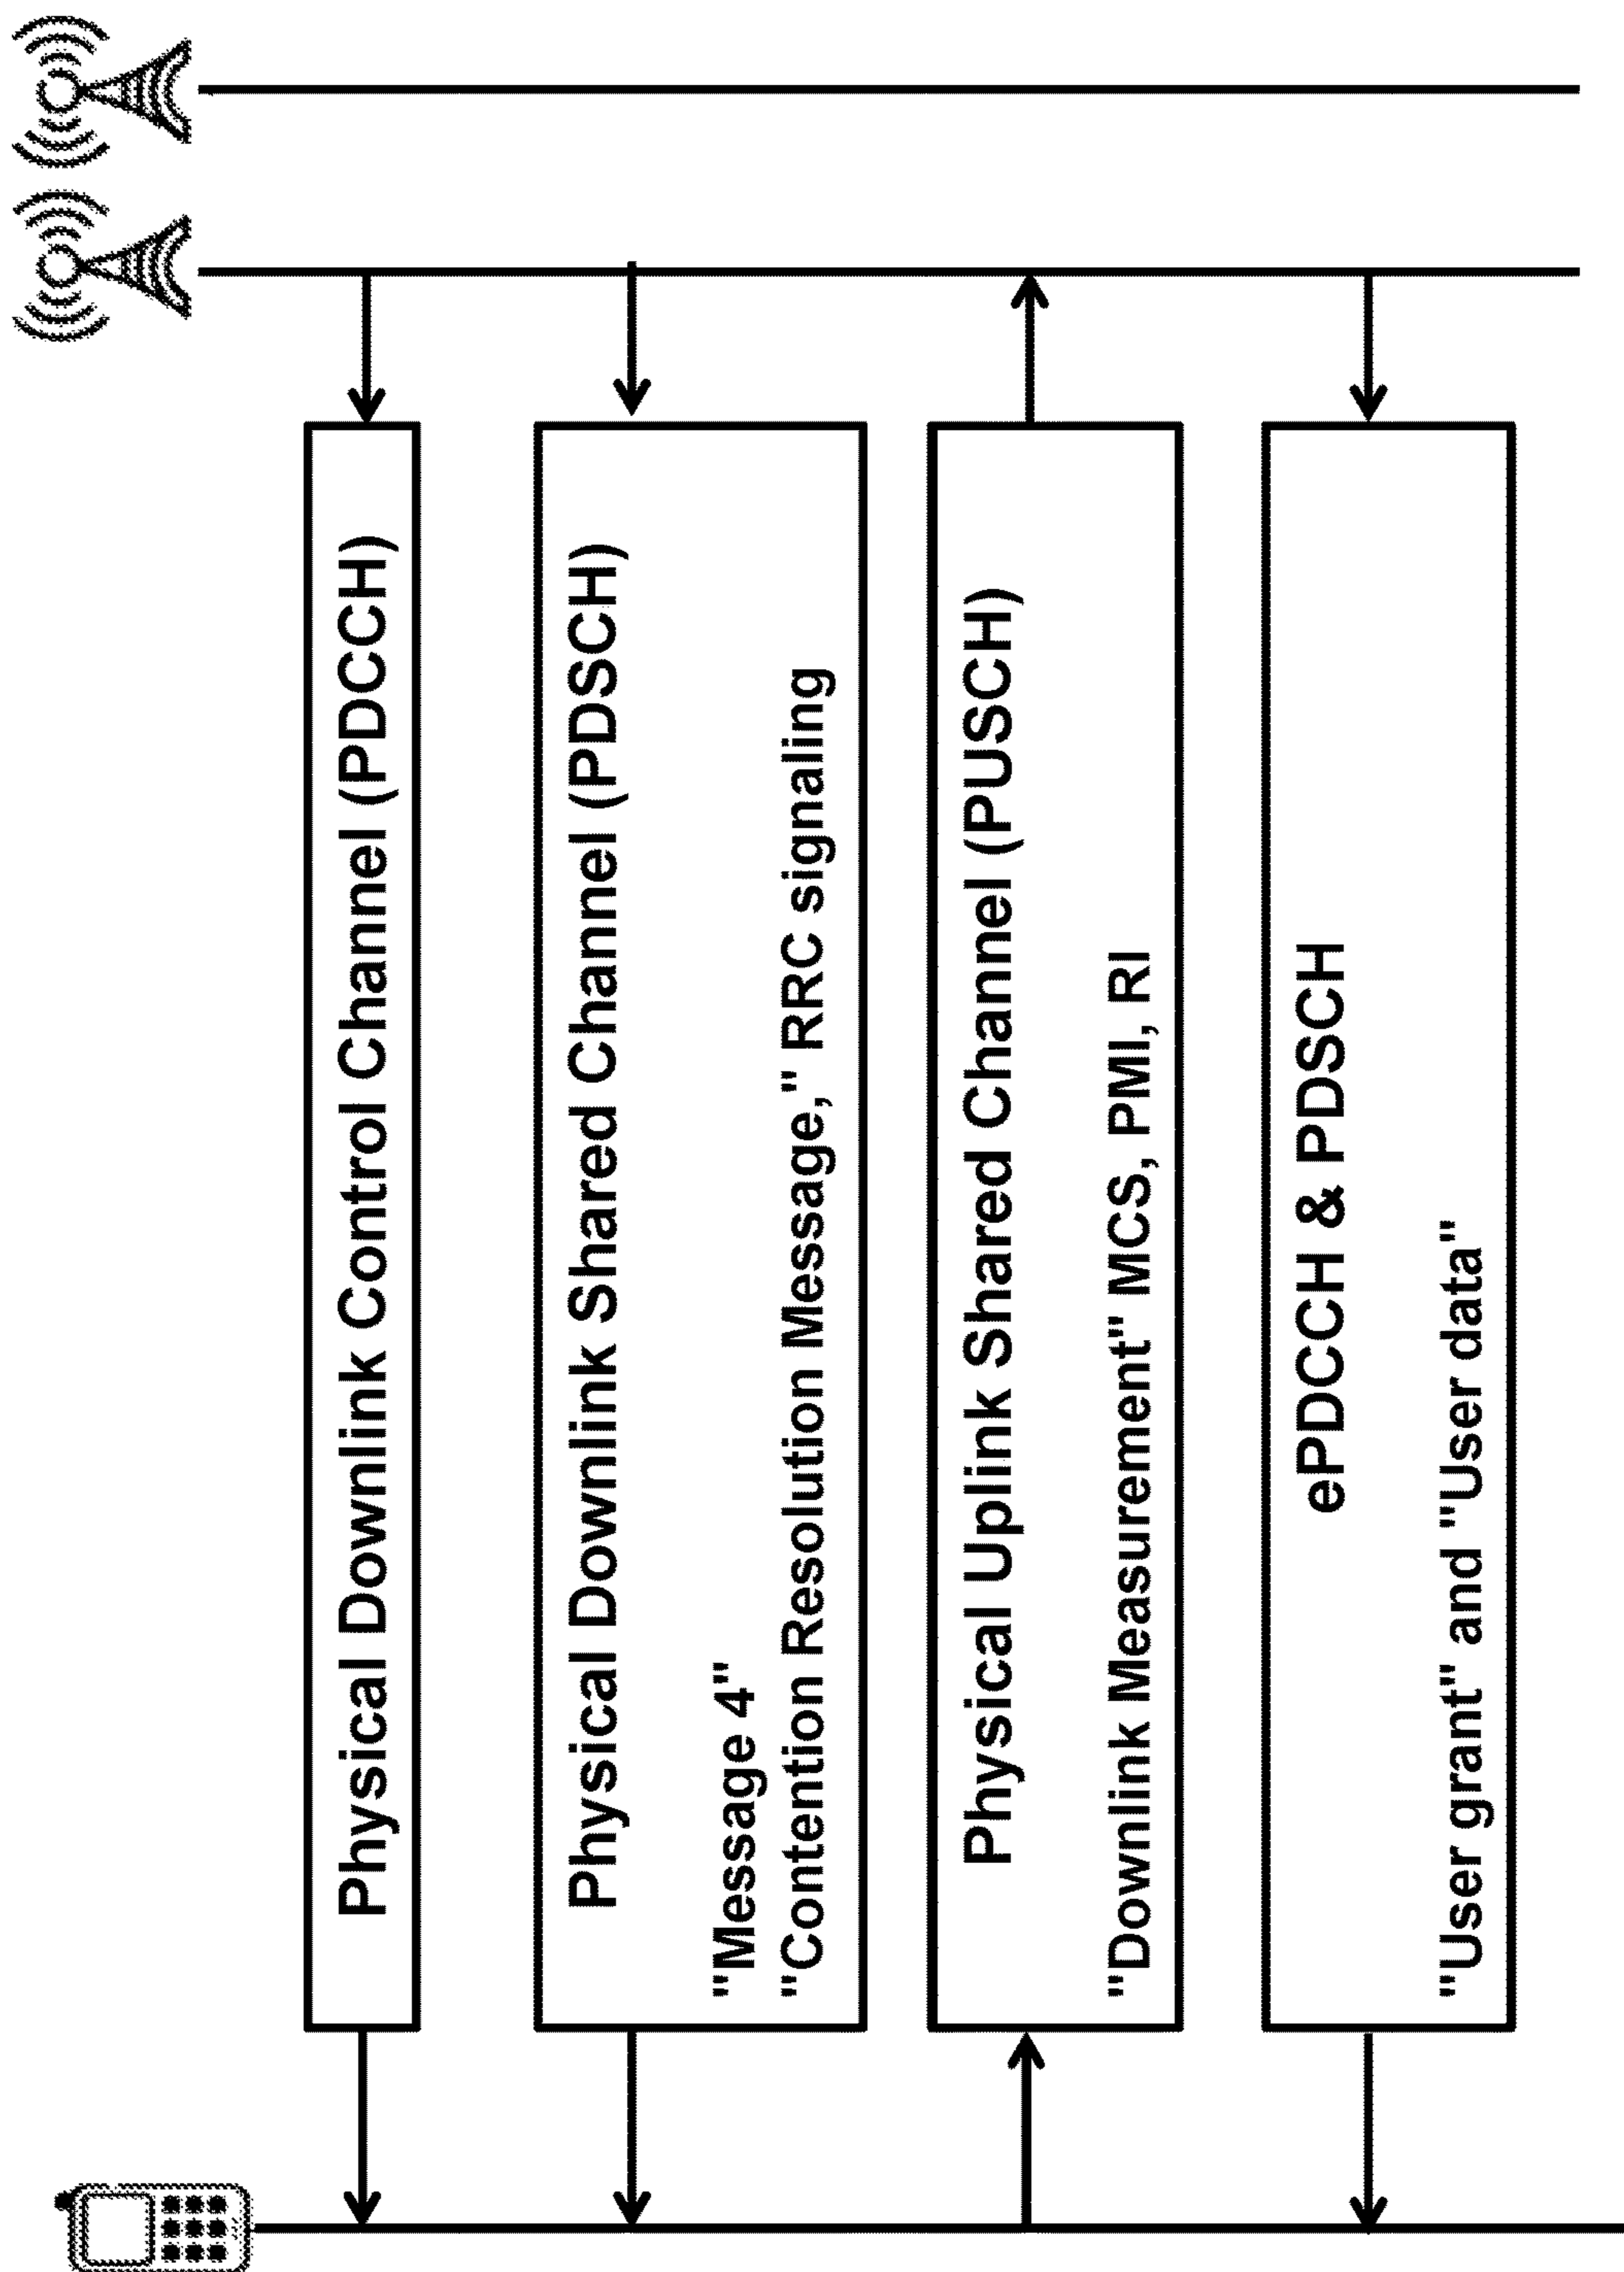 Physical Downlink Control Channel (PDCCH)
Physical Downlink Shared Channel (PDSCH)
"Message 4"
"Contention Resolution Message," RRC signaling
Physical Uplink Shared Channel (PUSCH)
"Downlink Measurement" MCS, PMI, RI
ePDCCH & PDSCH
"User grant" and "User data"